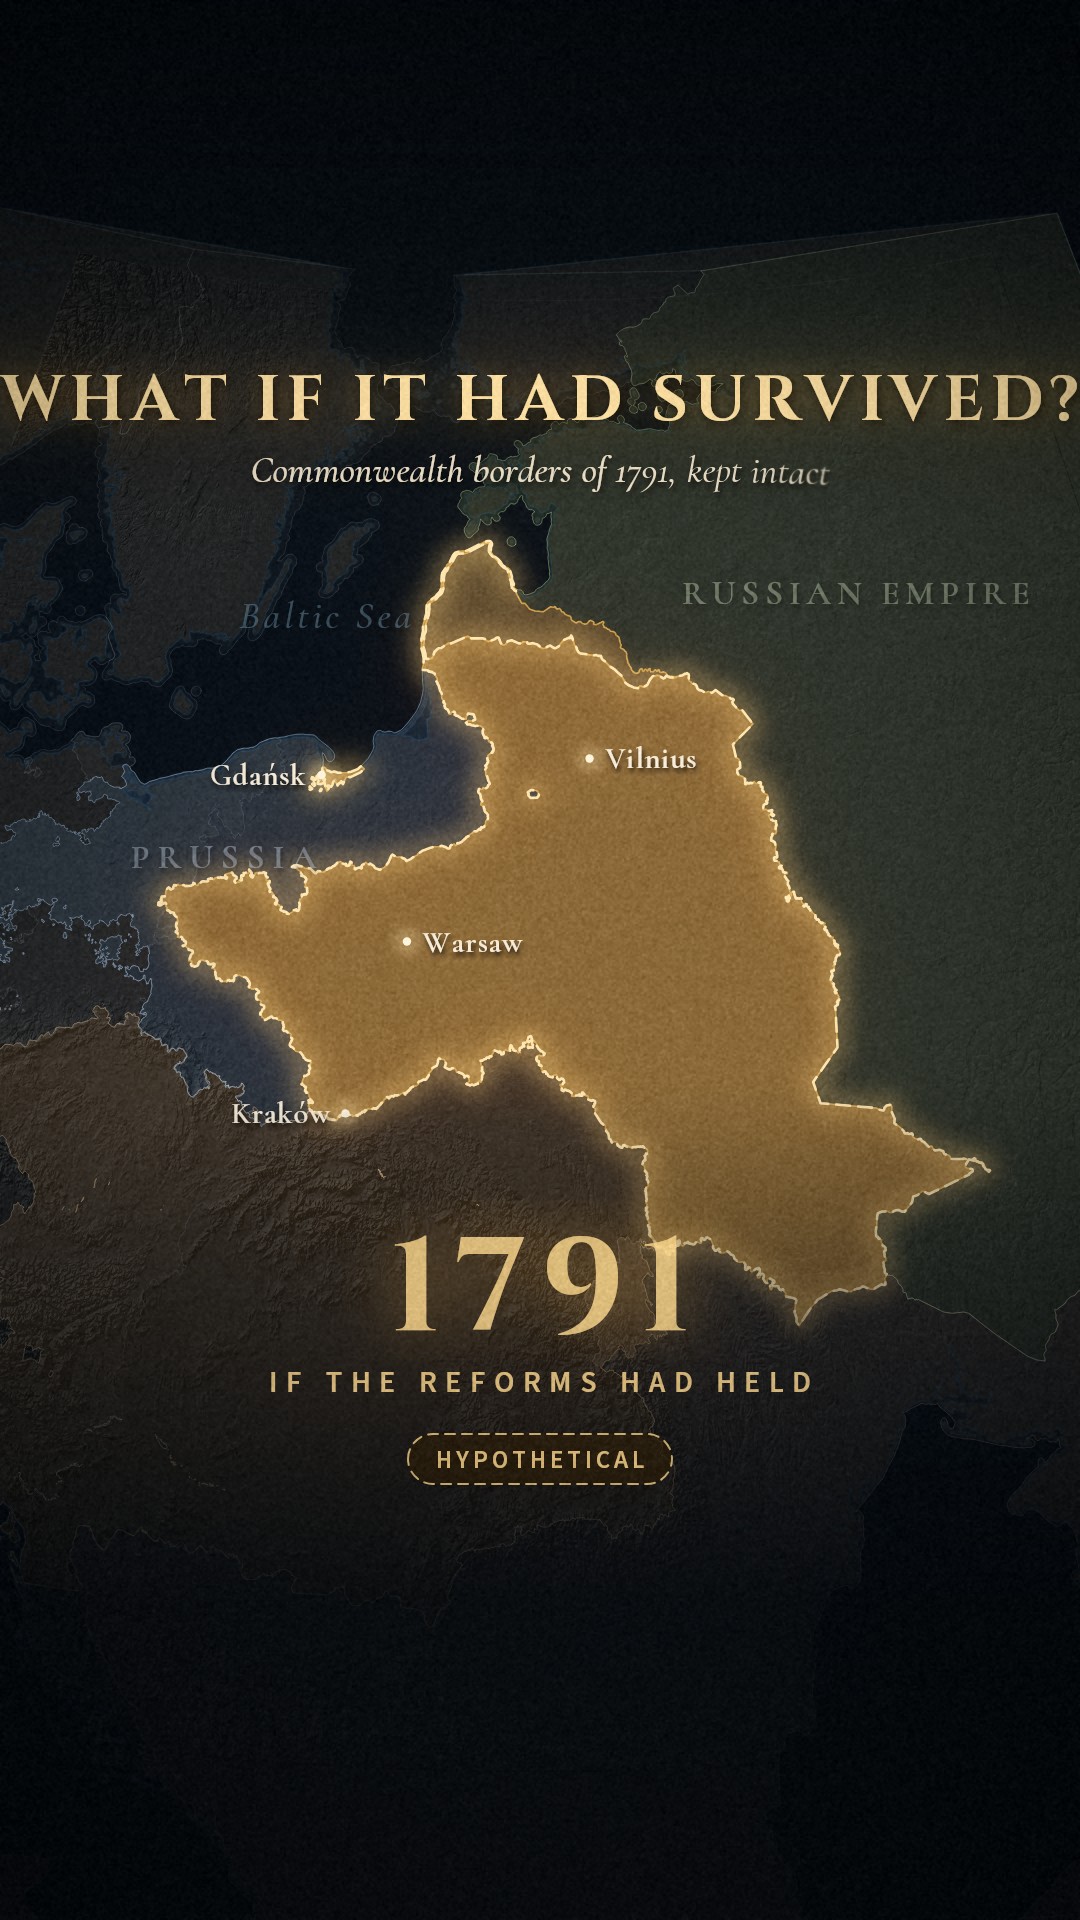 WHAT IF IT HAD SURVIVED?
Commonwealth borders of 1791, kept intact
RUSSIAN EMPIRE
Baltic Sea
Vilnius
Gdańsk
PRUSSIA
Warsaw
Kraków
1791
IF THE REFORMS HAD HELD
HYPOTHETICAL